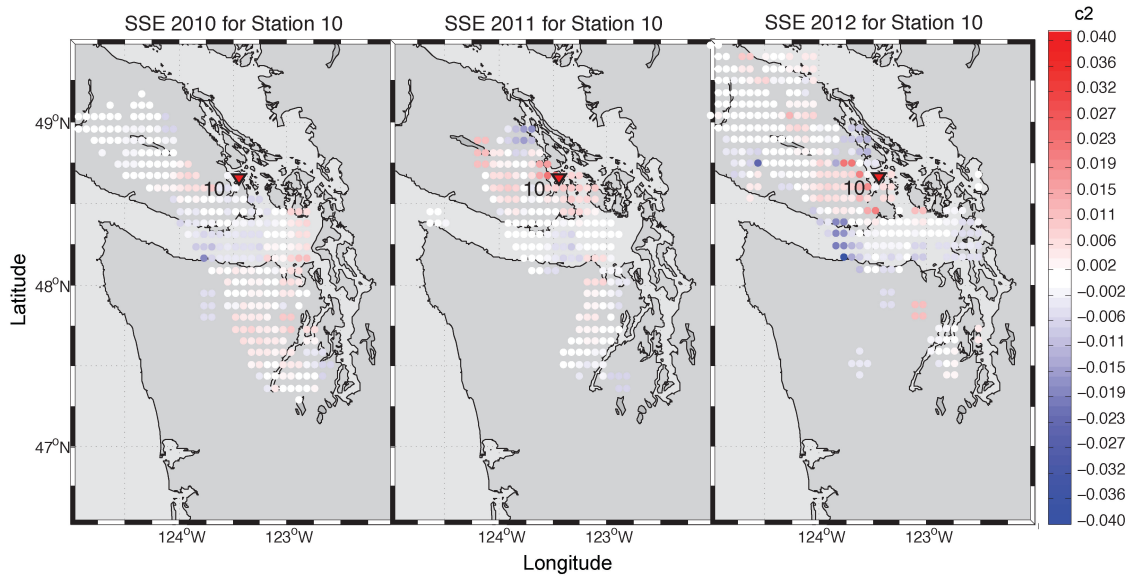 SSE 2010 for Station 10
SSE 2011 for Station 10
SSE 2012 for Station 10
c2
0.040
0.036
0.032
0.027
0.023
0.019
0.015
0.011
0.006
0.002
−0.002
−0.006
−0.011
−0.015
−0.019
−0.023
−0.027
−0.032
−0.036
−0.040
49°N
48°N
47°N
Latitude
10
10
10
124°W
123°W
124°W
123°W
124°W
123°W
Longitude